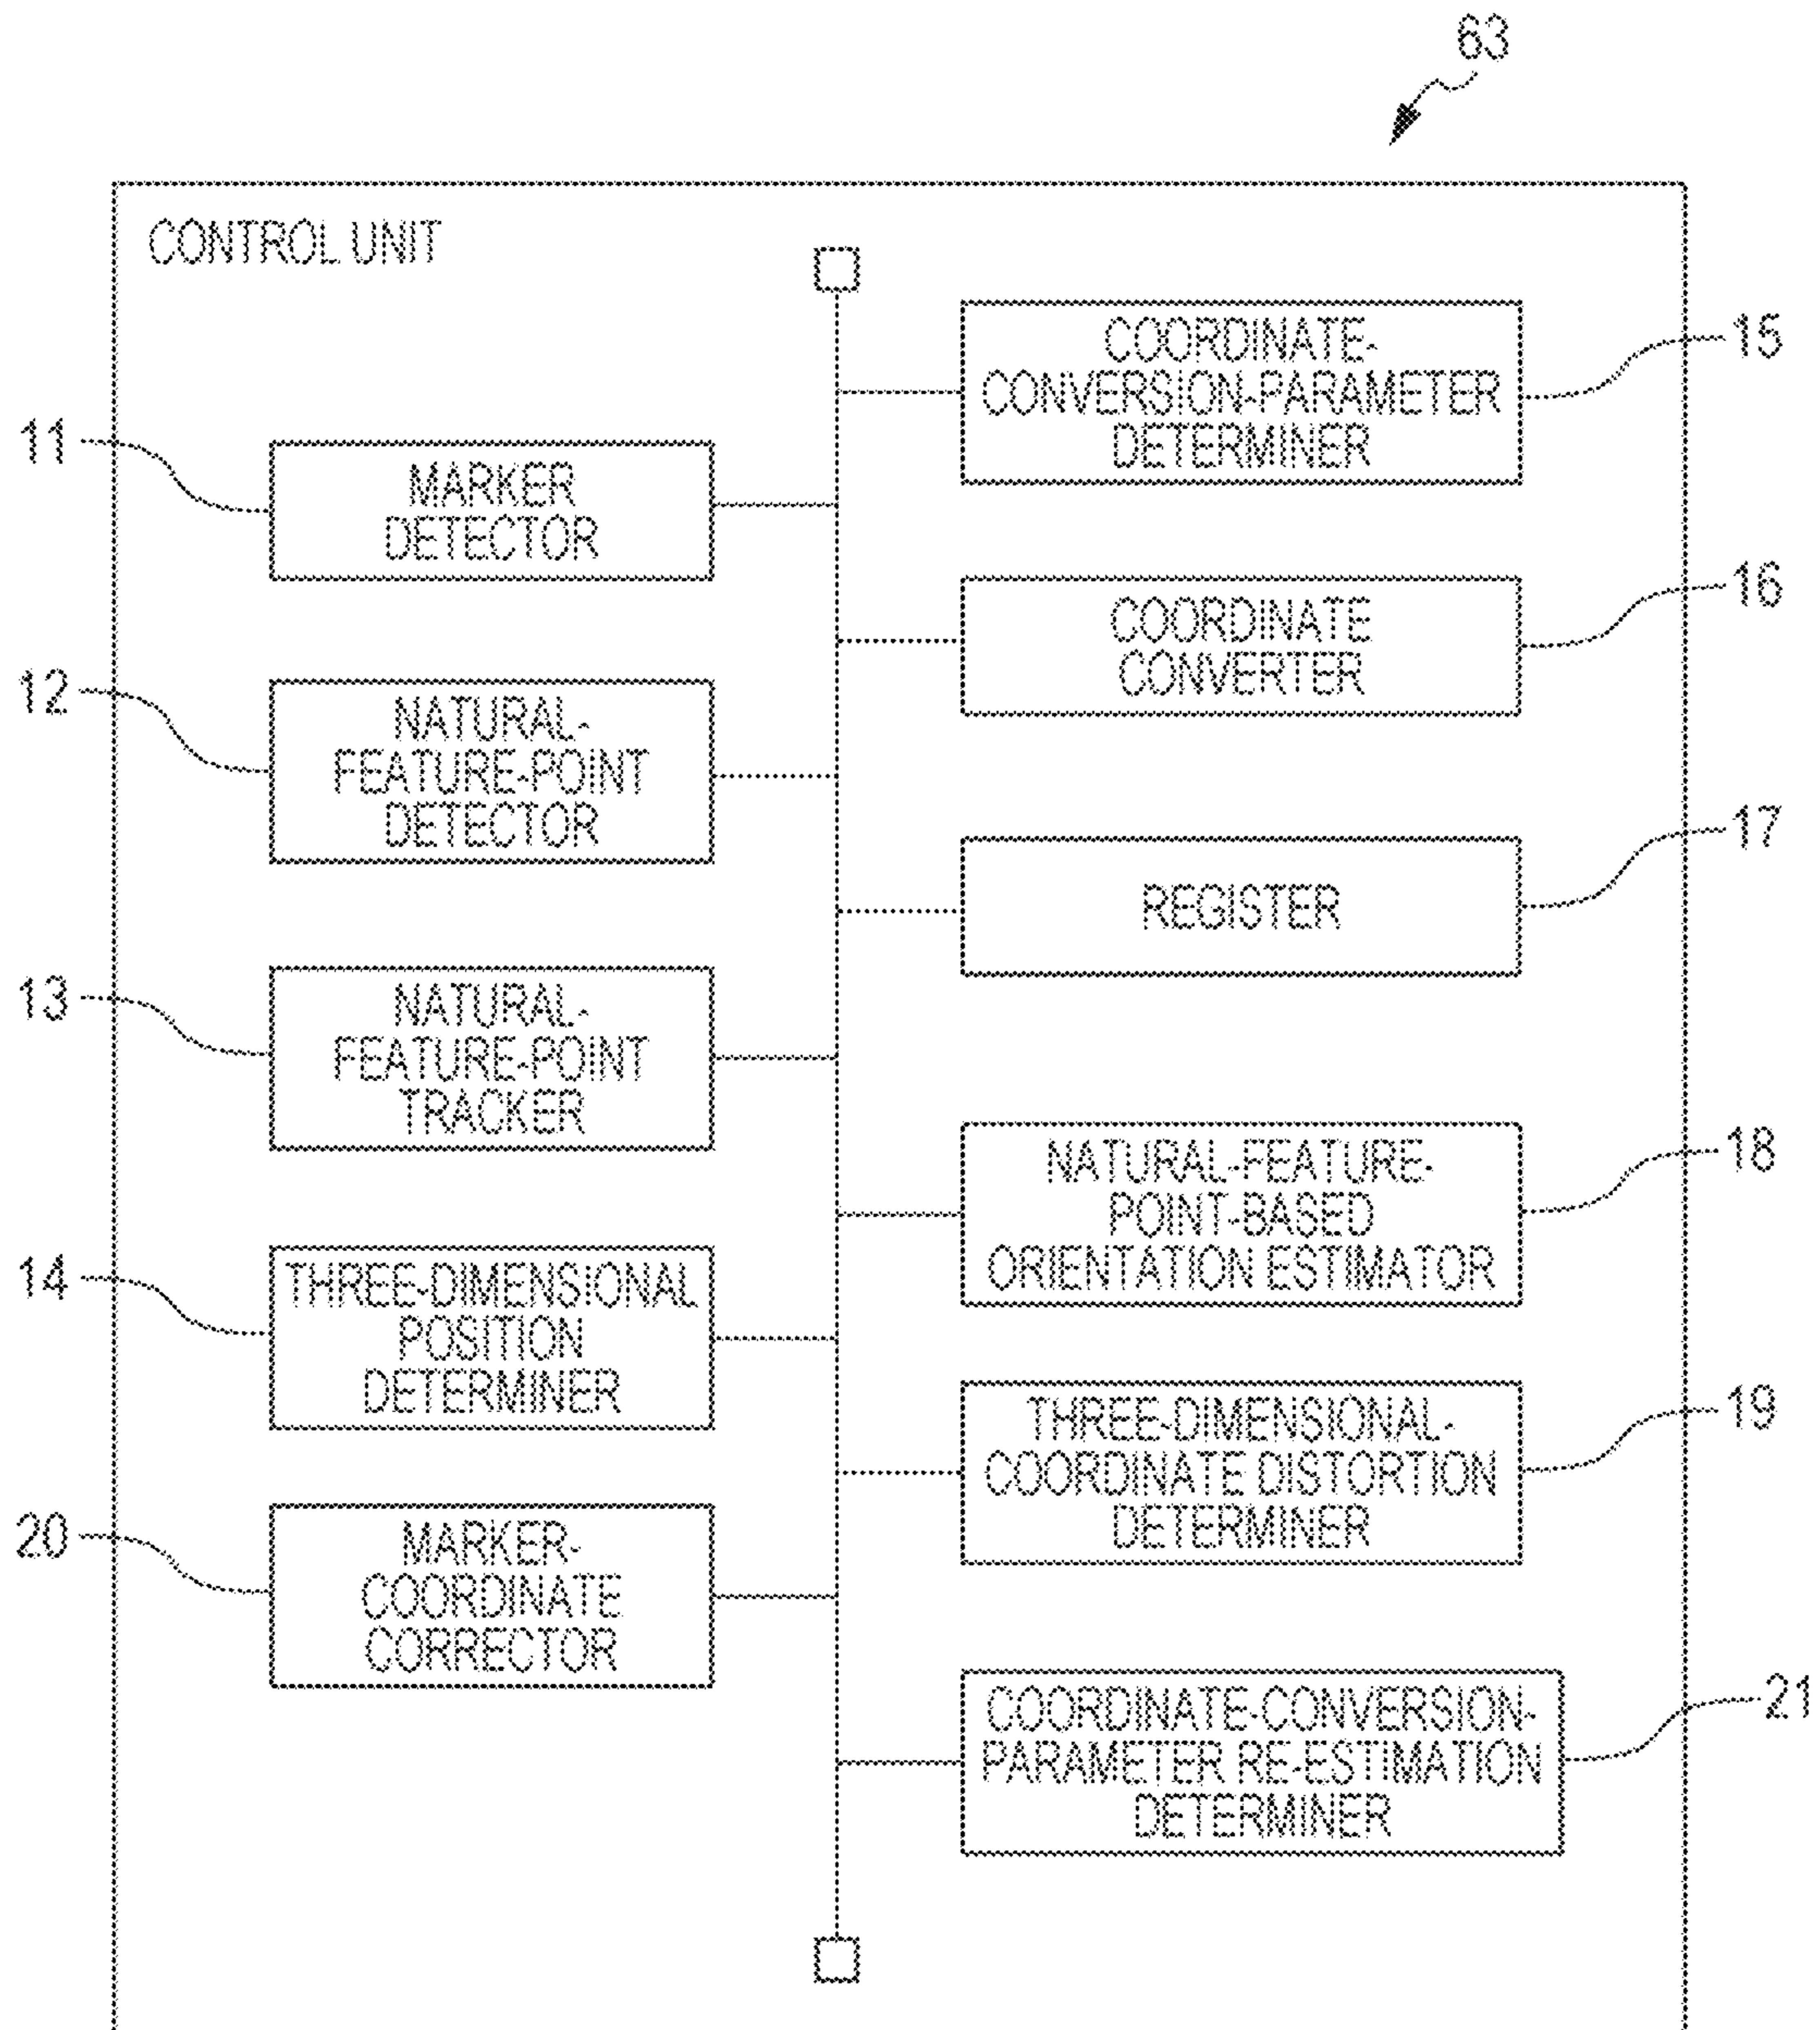 63
CONTROL UNIT
11
MARKER
DETECTOR
12
NATURAL-
FEATURE-POINT
DETECTOR
13
NATURAL-
FEATURE-POINT
TRACKER
14
THREE-DIMENSIONAL
POSITION
DETERMINER
20
MARKER-
COORDINATE
CORRECTOR
COORDINATE-
CONVERSION-PARAMETER
DETERMINER
15
COORDINATE
CONVERTER
16
REGISTER
17
NATURAL-FEATURE-
POINT-BASED
ORIENTATION ESTIMATOR
18
THREE-DIMENSIONAL-
COORDINATE DISTORTION
DETERMINER
19
COORDINATE-CONVERSION-
PARAMETER RE-ESTIMATION
DETERMINER
21